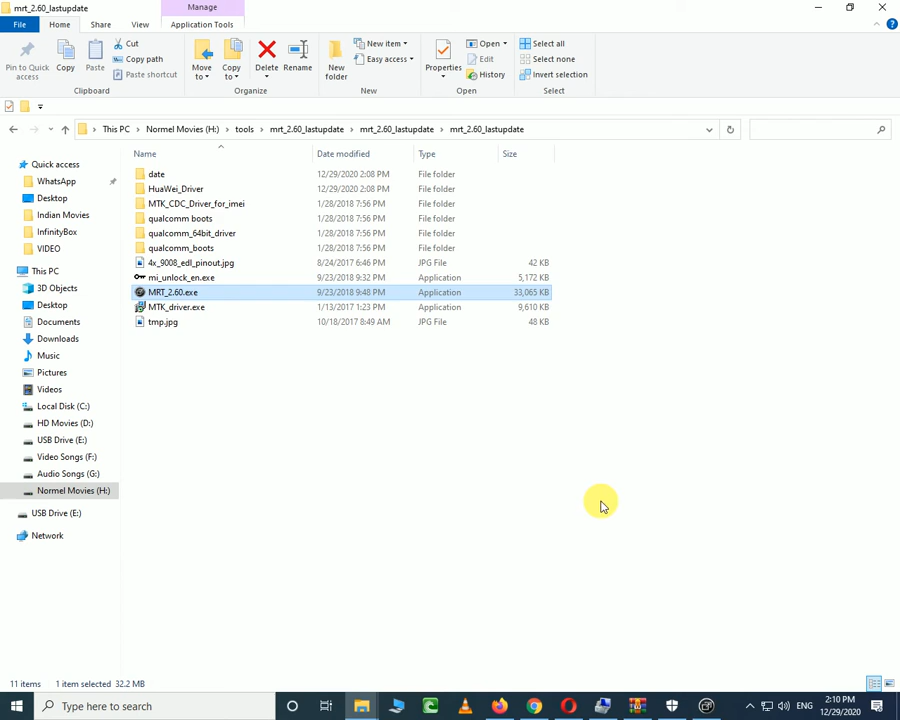 mrt_2.60_lastupdate
Manage
File
Home
Share
View
Application Tools
Pin to Quick access
Copy
Paste
Cut
Copy path
Paste shortcut
Clipboard
Move to
Copy to
Delete
Rename
Organize
New folder
New item
Easy access
New
Properties
Open
Edit
History
Open
Select all
Select none
Invert selection
Select
This PC > Normel Movies (H:) > tools > mrt_2.60_lastupdate > mrt_2.60_lastupdate > mrt_2.60_lastupdate
Name Date modified Type Size
date 12/29/2020 2:08 PM File folder
HuaWei_Driver 12/29/2020 2:08 PM File folder
MTK_CDC_Driver_for_imei 1/28/2018 7:56 PM File folder
qualcomm boots 1/28/2018 7:56 PM File folder
qualcomm_64bit_driver 1/28/2018 7:56 PM File folder
qualcomm_boots 1/28/2018 7:56 PM File folder
4x_9008_edl_pinout.jpg 8/24/2017 6:46 PM JPG File 42 KB
mi_unlock_en.exe 9/23/2018 9:32 PM Application 5,172 KB
MRT_2.60.exe 9/23/2018 9:48 PM Application 33,065 KB
MTK_driver.exe 1/13/2017 1:23 PM Application 9,610 KB
tmp.jpg 10/18/2017 8:49 AM JPG File 48 KB
Quick access
WhatsApp
Desktop
Indian Movies
InfinityBox
VIDEO
This PC
3D Objects
Desktop
Documents
Downloads
Music
Pictures
Videos
Local Disk (C:)
HD Movies (D:)
USB Drive (E:)
Video Songs (F:)
Audio Songs (G:)
Normel Movies (H:)
USB Drive (E:)
Network
11 items 1 item selected 32.2 MB
Type here to search
ENG
2:10 PM
12/29/2020